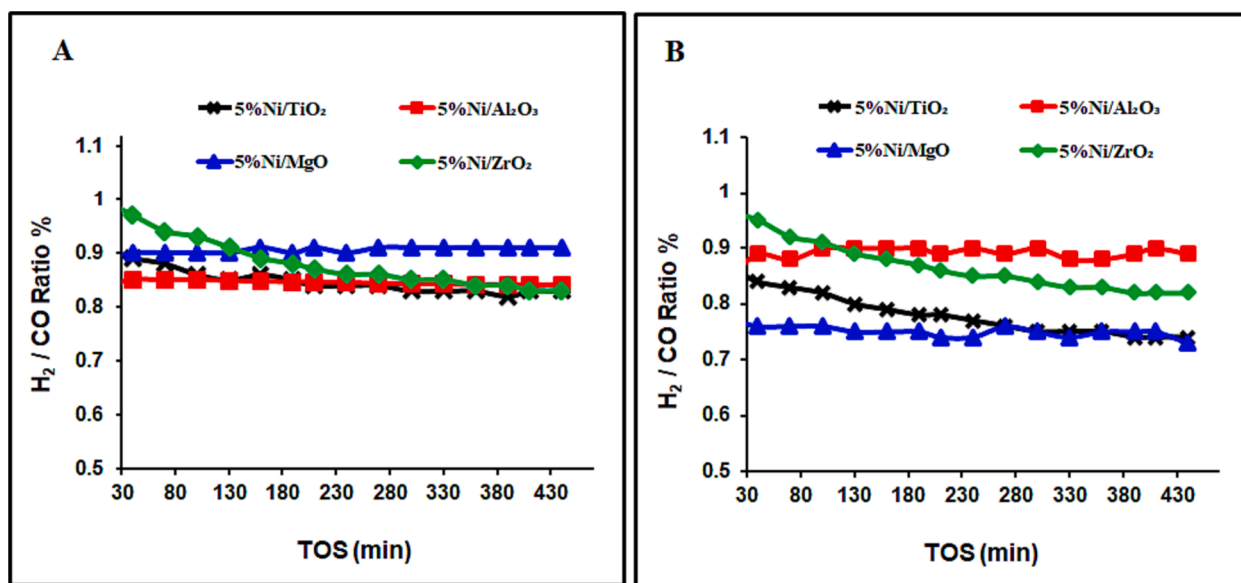 A
5%Ni/TiO₂ 5%Ni/Al₂O₃
5%Ni/MgO 5%Ni/ZrO₂
1.1
1
0.9
0.8
0.7
0.6
0.5
H₂ / CO Ratio %
30 80 130 180 230 280 330 380 430
TOS (min)
B
5%Ni/TiO₂ 5%Ni/Al₂O₃
5%Ni/MgO 5%Ni/ZrO₂
1.1
1
0.9
0.8
0.7
0.6
0.5
H₂ / CO Ratio %
30 80 130 180 230 280 330 380 430
TOS (min)